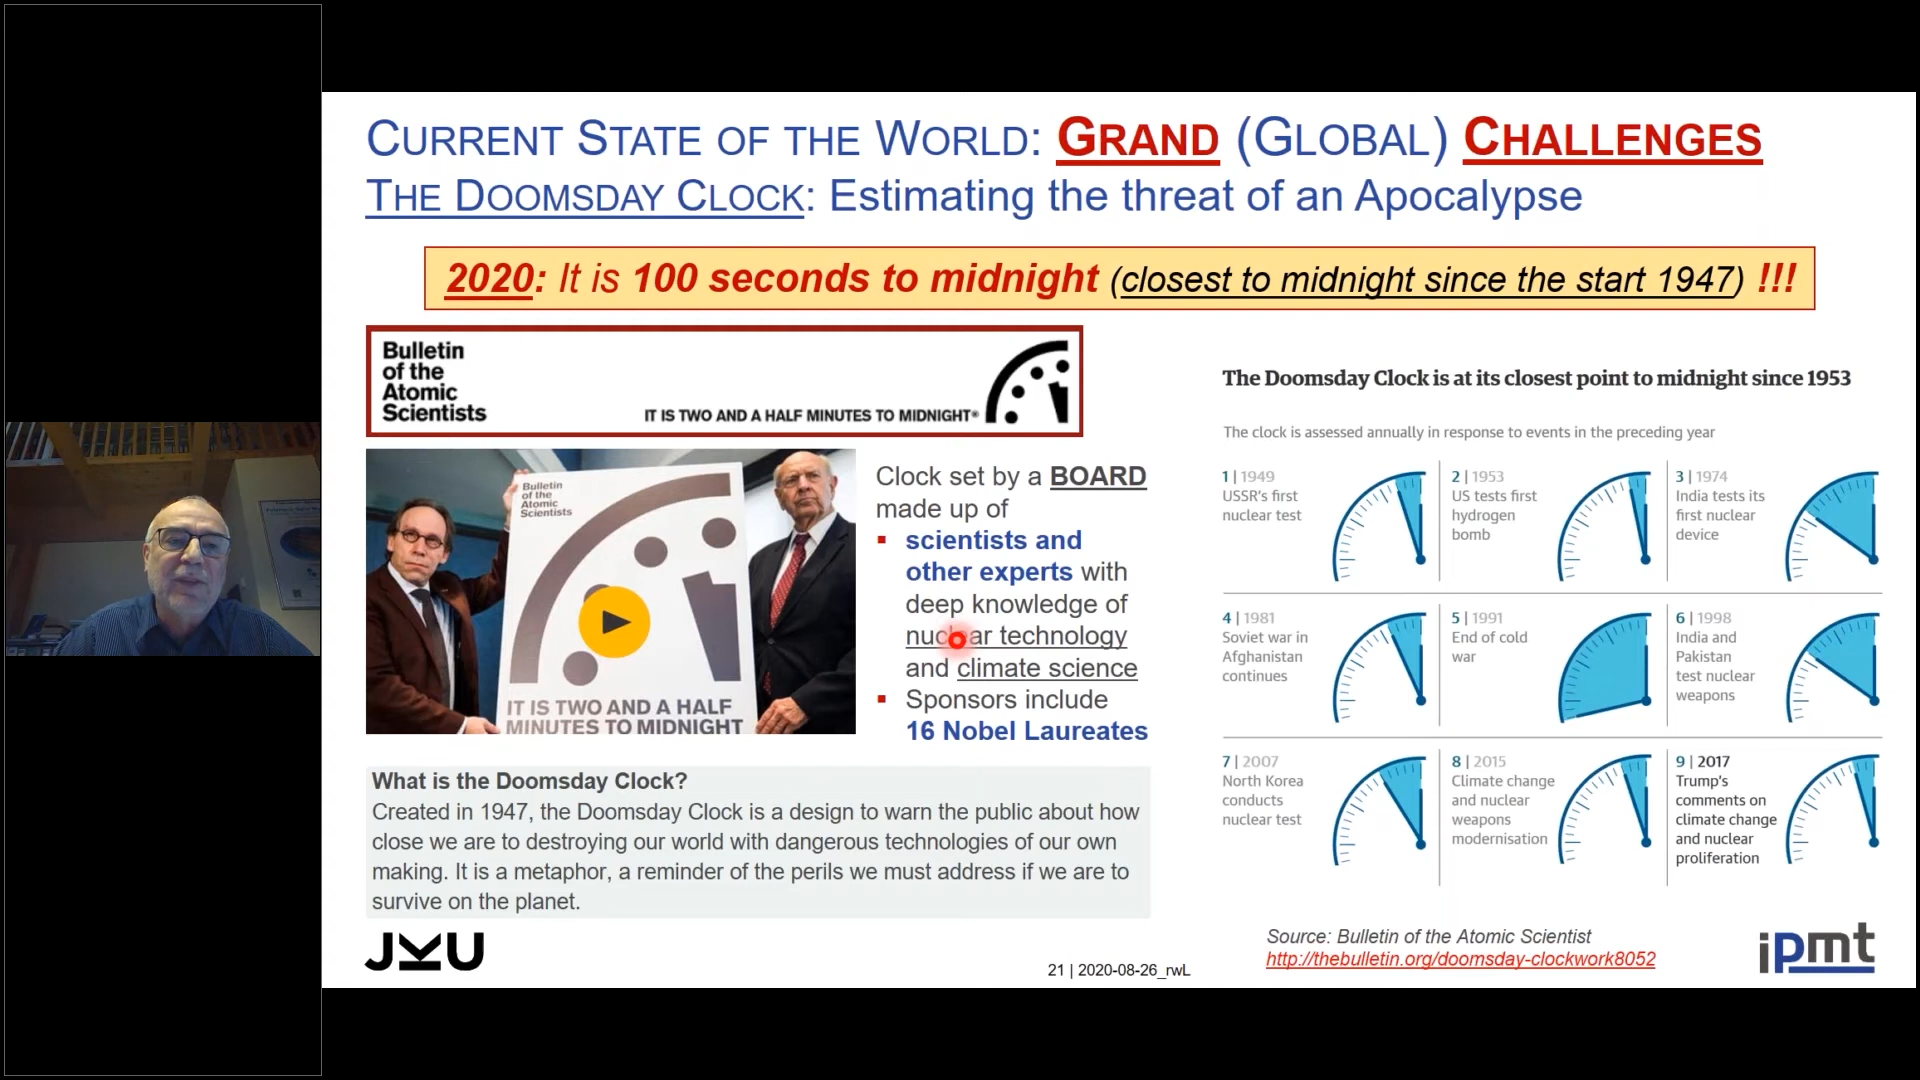 CURRENT STATE OF THE WORLD: GRAND (GLOBAL) CHALLENGES
THE DOOMSDAY CLOCK: Estimating the threat of an Apocalypse
2020: It is 100 seconds to midnight (closest to midnight since the start 1947) !!!
Bulletin
of the
Atomic
Scientists
IT IS TWO AND A HALF MINUTES TO MIDNIGHT®
Bulletin
of the
Atomic
Scientists
IT IS TWO AND A HALF
MINUTES TO MIDNIGHT
Clock set by a BOARD
made up of
▪ scientists and
other experts with
deep knowledge of
nuclear technology
and climate science
▪ Sponsors include
16 Nobel Laureates
What is the Doomsday Clock?
Created in 1947, the Doomsday Clock is a design to warn the public about how
close we are to destroying our world with dangerous technologies of our own
making. It is a metaphor, a reminder of the perils we must address if we are to
survive on the planet.
The Doomsday Clock is at its closest point to midnight since 1953
The clock is assessed annually in response to events in the preceding year
1 | 1949
USSR's first
nuclear test
2 | 1953
US tests first
hydrogen
bomb
3 | 1974
India tests its
first nuclear
device
4 | 1981
Soviet war in
Afghanistan
continues
5 | 1991
End of cold
war
6 | 1998
India and
Pakistan
test nuclear
weapons
7 | 2007
North Korea
conducts
nuclear test
8 | 2015
Climate change
and nuclear
weapons
modernisation
9 | 2017
Trump's
comments on
climate change
and nuclear
proliferation
JKU
21 | 2020-08-26_rwL
Source: Bulletin of the Atomic Scientist
http://thebulletin.org/doomsday-clockwork8052
ipmt